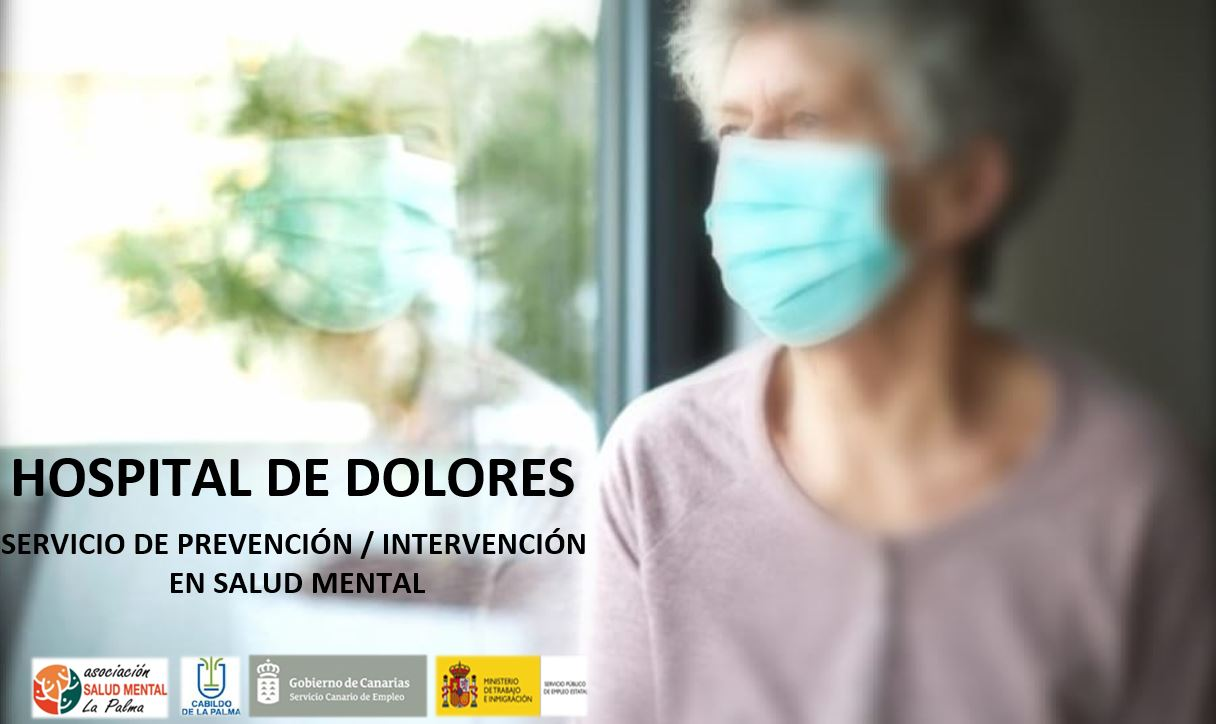 HOSPITAL DE DOLORES
SERVICIO DE PREVENCIÓN / INTERVENCIÓN
EN SALUD MENTAL
asociación
SALUD MENTAL
La Palma
CABILDO
DE LA PALMA
Gobierno de Canarias
Servicio Canario de Empleo
MINISTERIO
DE TRABAJO
E INMIGRACIÓN
SERVICIO PÚBLICO
DE EMPLEO ESTATAL